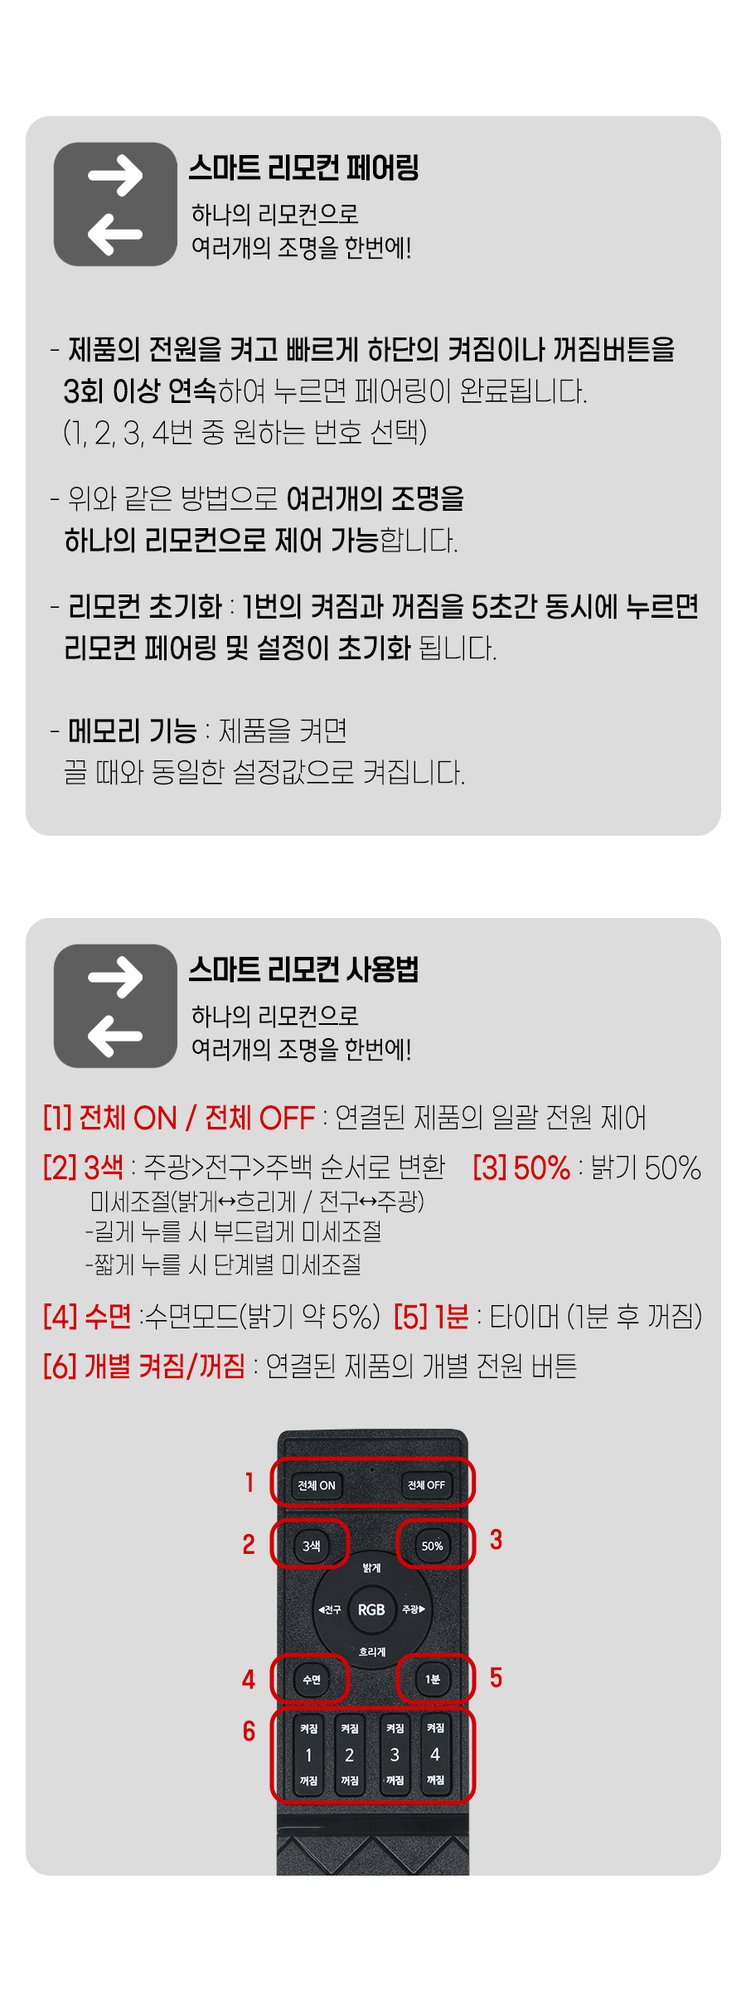 스마트 리모컨 페어링
하나의 리모컨으로
여러개의 조명을 한번에!
- 제품의 전원을 켜고 빠르게 하단의 켜짐이나 꺼짐버튼을
3회 이상 연속하여 누르면 페어링이 완료됩니다.
(1, 2, 3, 4번 중 원하는 번호 선택)
- 위와 같은 방법으로 여러개의 조명을
하나의 리모컨으로 제어 가능합니다.
- 리모컨 초기화 : 1번의 켜짐과 꺼짐을 5초간 동시에 누르면
리모컨 페어링 및 설정이 초기화 됩니다.
- 메모리 기능 : 제품을 켜면
끌 때와 동일한 설정값으로 켜집니다.
스마트 리모컨 사용법
하나의 리모컨으로
여러개의 조명을 한번에!
[1] 전체 ON / 전체 OFF : 연결된 제품의 일괄 전원 제어
[2] 3색 : 주광>전구>주백 순서로 변환 [3] 50% : 밝기 50%
미세조절(밝게↔흐리게 / 전구↔주광)
-길게 누를 시 부드럽게 미세조절
-짧게 누를 시 단계별 미세조절
[4] 수면 :수면모드(밝기 약 5%) [5] 1분 : 타이머 (1분 후 꺼짐)
[6] 개별 켜짐/꺼짐 : 연결된 제품의 개별 전원 버튼
1 전체 ON 전체 OFF
2 3색 50% 3
밝게
◀전구 RGB 주광▶
흐리게
4 수면 1분 5
6 켜짐 켜짐 켜짐 켜짐
1 2 3 4
꺼짐 꺼짐 꺼짐 꺼짐